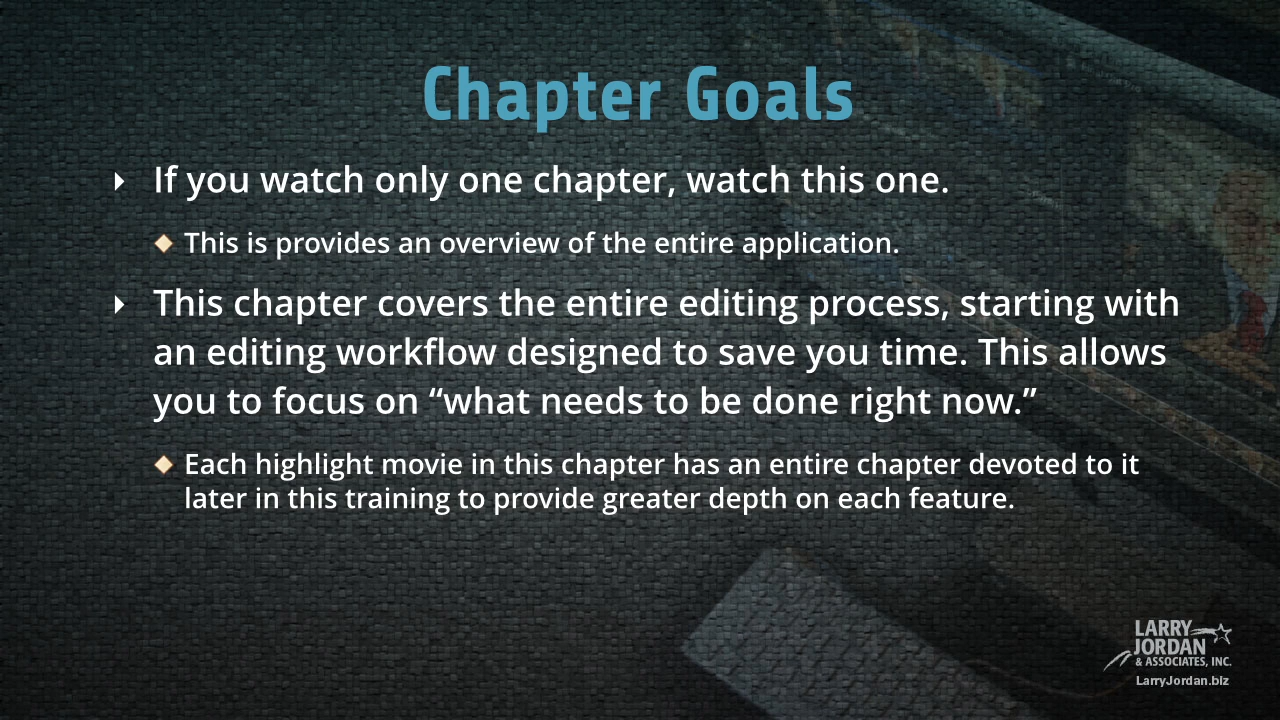 Chapter Goals
If you watch only one chapter, watch this one.
This is provides an overview of the entire application.
This chapter covers the entire editing process, starting with
an editing workflow designed to save you time. This allows
you to focus on “what needs to be done right now.”
Each highlight movie in this chapter has an entire chapter devoted to it
later in this training to provide greater depth on each feature.
LARRY
JORDAN
& ASSOCIATES, INC.
LarryJordan.biz